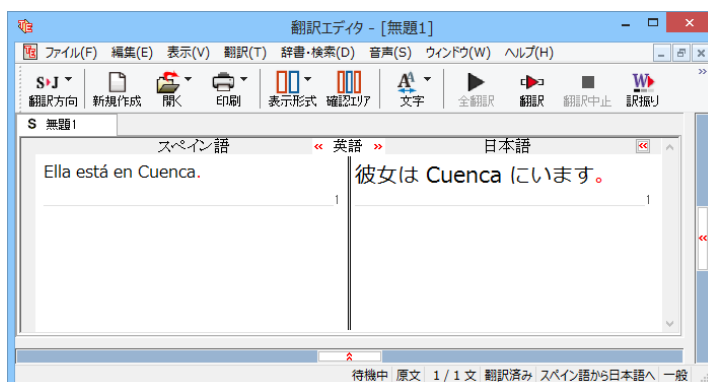 翻訳エディタ - [無題1]
ファイル(F) 編集(E) 表示(V) 翻訳(T) 辞書・検索(D) 音声(S) ウィンドウ(W) ヘルプ(H)
S▸J
翻訳方向 新規作成 開く 印刷 表示形式 確認エリア 文字 全翻訳 翻訳 翻訳中止 訳振り
S 無題1
スペイン語 « 英語 » 日本語 «
Ella está en Cuenca. 彼女は Cuenca にいます。
1 1
待機中 原文 1 / 1 文 翻訳済み スペイン語から日本語へ 一般